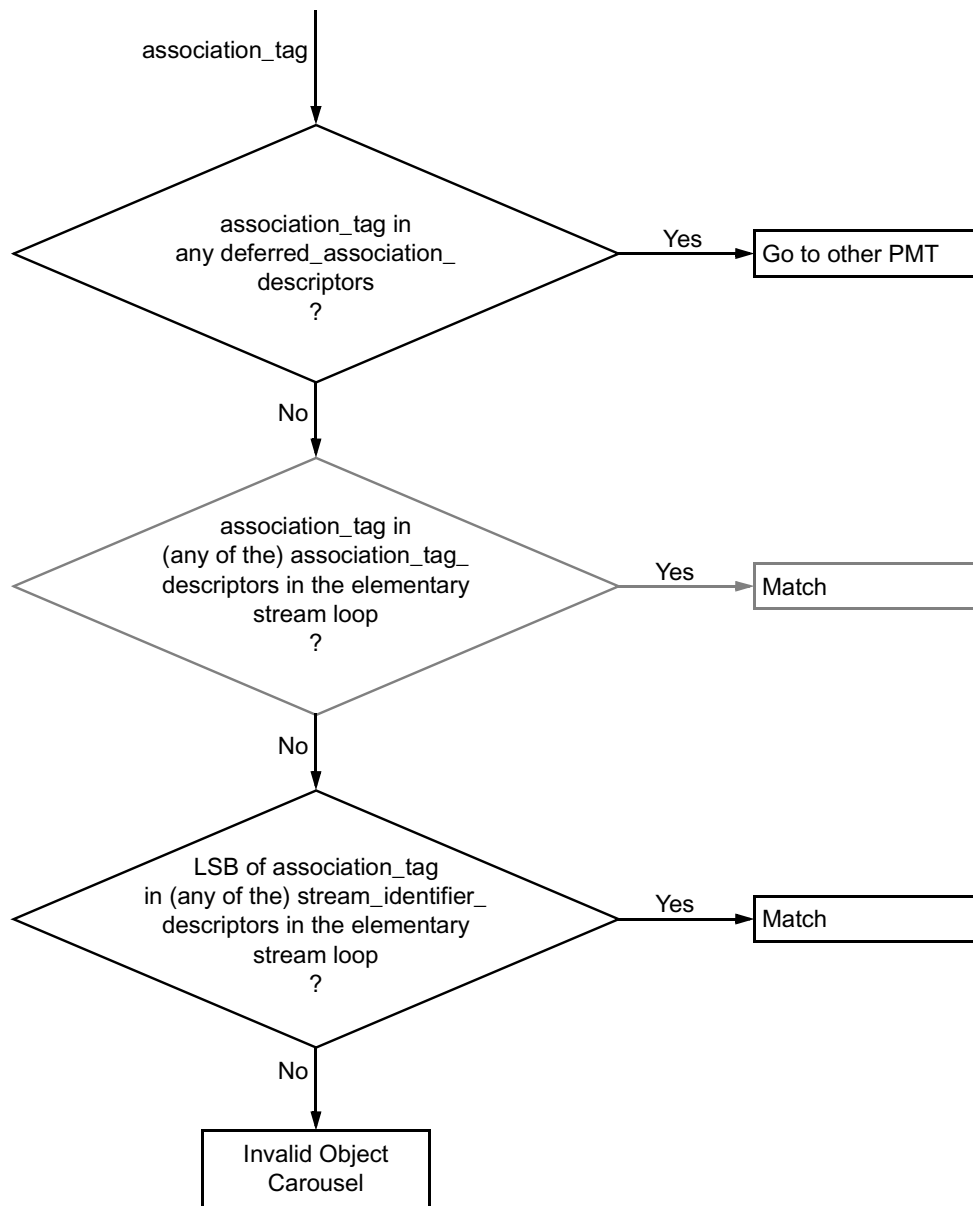 association_tag
association_tag in
any deferred_association_
descriptors
?
Yes
Go to other PMT
No
association_tag in
(any of the) association_tag_
descriptors in the elementary
stream loop
?
Yes
Match
No
LSB of association_tag
in (any of the) stream_identifier_
descriptors in the elementary
stream loop
?
Yes
Match
No
Invalid Object
Carousel